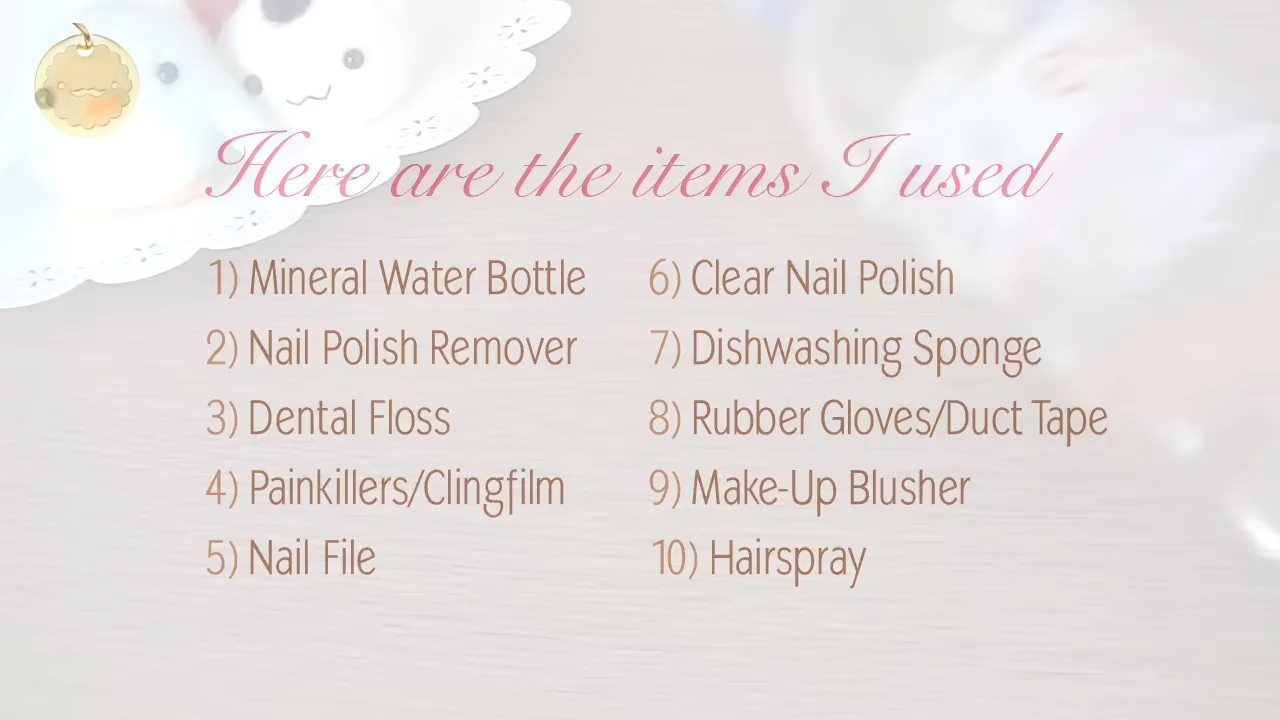 Here are the items I used
1) Mineral Water Bottle
2) Nail Polish Remover
3) Dental Floss
4) Painkillers/Clingfilm
5) Nail File
6) Clear Nail Polish
7) Dishwashing Sponge
8) Rubber Gloves/Duct Tape
9) Make-Up Blusher
10) Hairspray